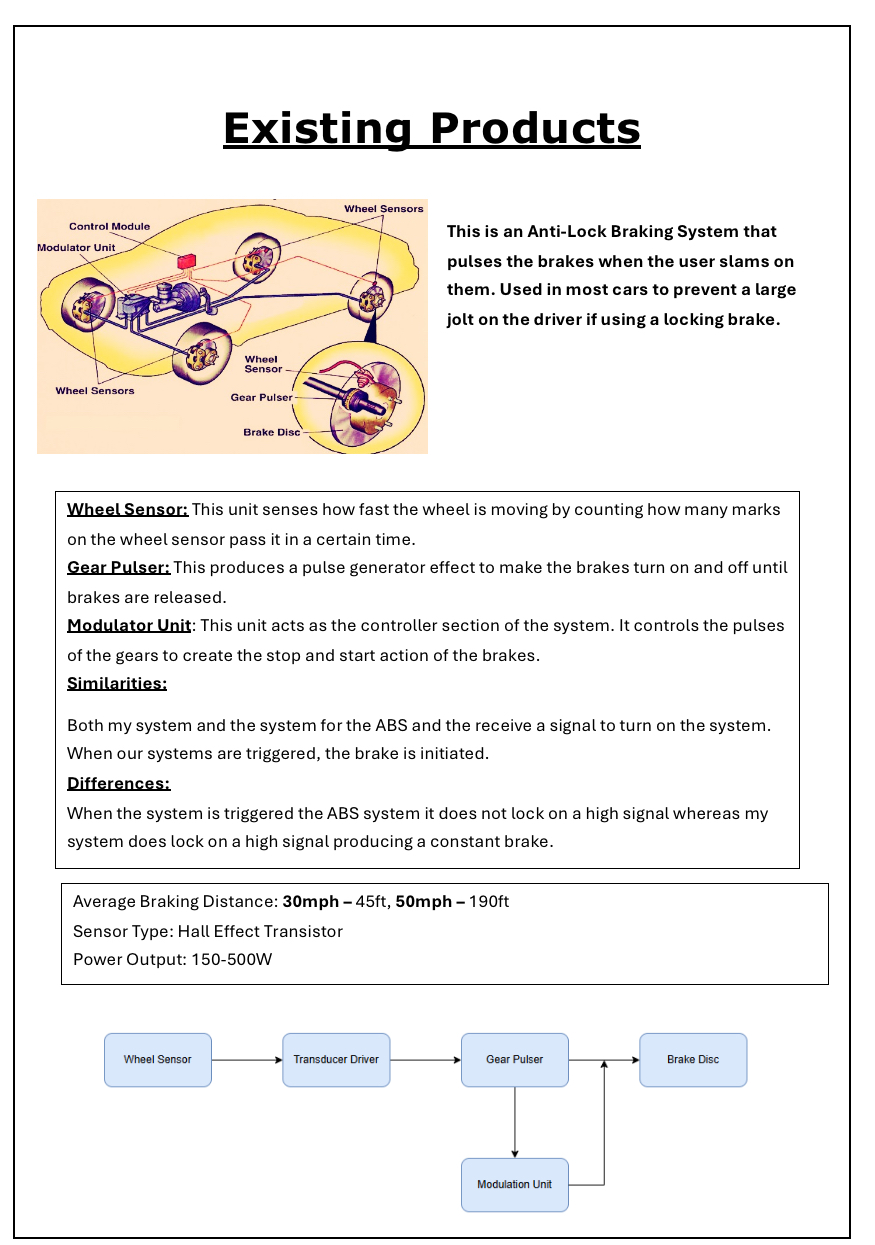 Existing Products
Wheel Sensors
Control Module
Modulator Unit
Wheel Sensor
Gear Pulser
Wheel Sensors
Brake Disc
This is an Anti-Lock Braking System that
pulses the brakes when the user slams on
them. Used in most cars to prevent a large
jolt on the driver if using a locking brake.
Wheel Sensor: This unit senses how fast the wheel is moving by counting how many marks
on the wheel sensor pass it in a certain time.
Gear Pulser: This produces a pulse generator effect to make the brakes turn on and off until
brakes are released.
Modulator Unit: This unit acts as the controller section of the system. It controls the pulses
of the gears to create the stop and start action of the brakes.
Similarities:
Both my system and the system for the ABS and the receive a signal to turn on the system.
When our systems are triggered, the brake is initiated.
Differences:
When the system is triggered the ABS system it does not lock on a high signal whereas my
system does lock on a high signal producing a constant brake.
Average Braking Distance: 30mph – 45ft, 50mph – 190ft
Sensor Type: Hall Effect Transistor
Power Output: 150-500W
Wheel Sensor
Transducer Driver
Gear Pulser
Brake Disc
Modulation Unit